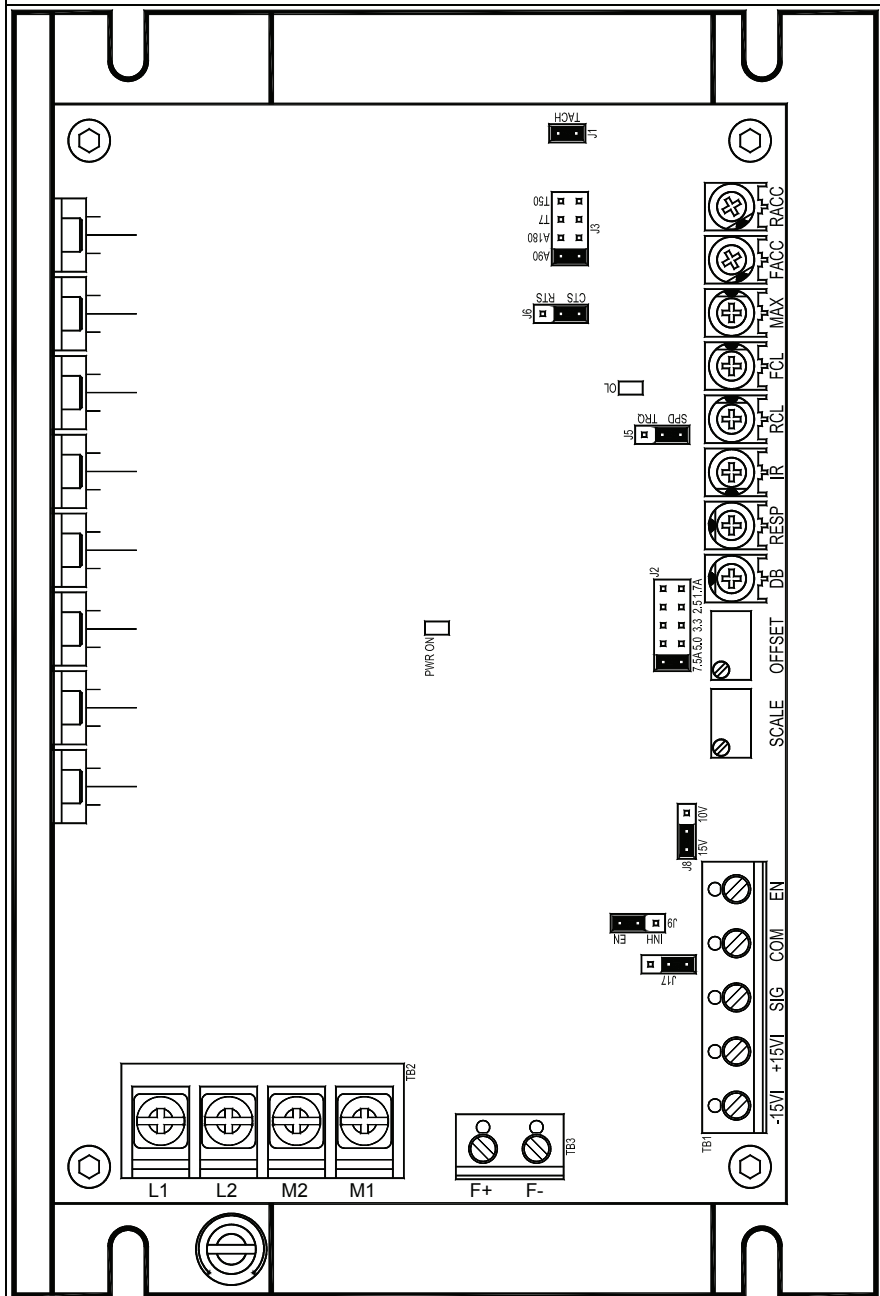 TACH
J1
T50
T7
A180
A90
J3
J6
RTS
CTS
OL
J5
TRQ
SPD
J2
7.5A 5.0 3.3 2.5 1.7A
PWR ON
RACC
FACC
MAX
FCL
RCL
IR
RESP
DB
OFFSET
SCALE
10V
15V
J8
EN
INH
J9
J17
EN
COM
SIG
+15VI
-15VI
TB1
TB2
L1
L2
M2
M1
TB3
F+
F-